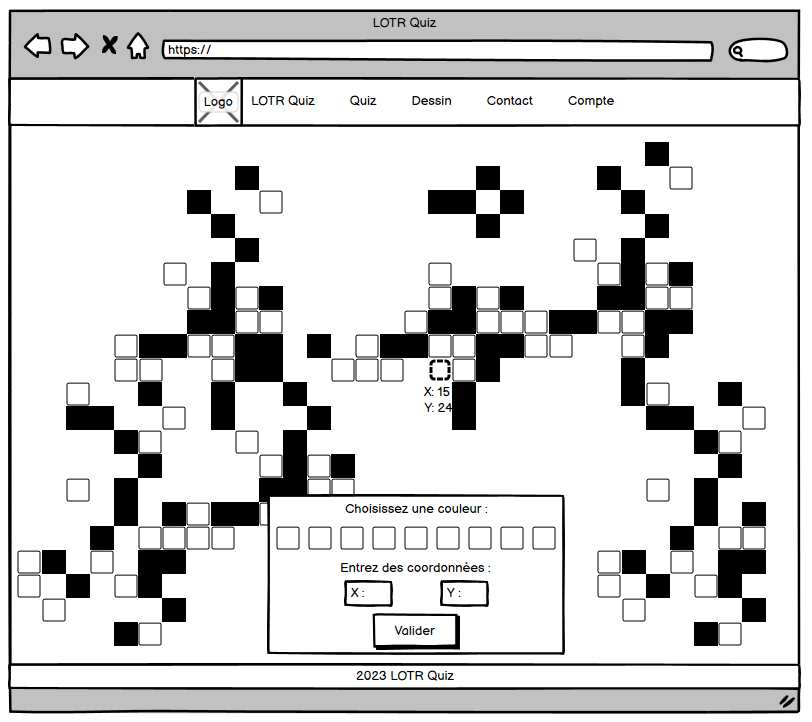 LOTR Quiz
https://
Logo LOTR Quiz Quiz Dessin Contact Compte
X: 15
Y: 24
Choisissez une couleur :
Entrez des coordonnées :
X : Y :
Valider
2023 LOTR Quiz